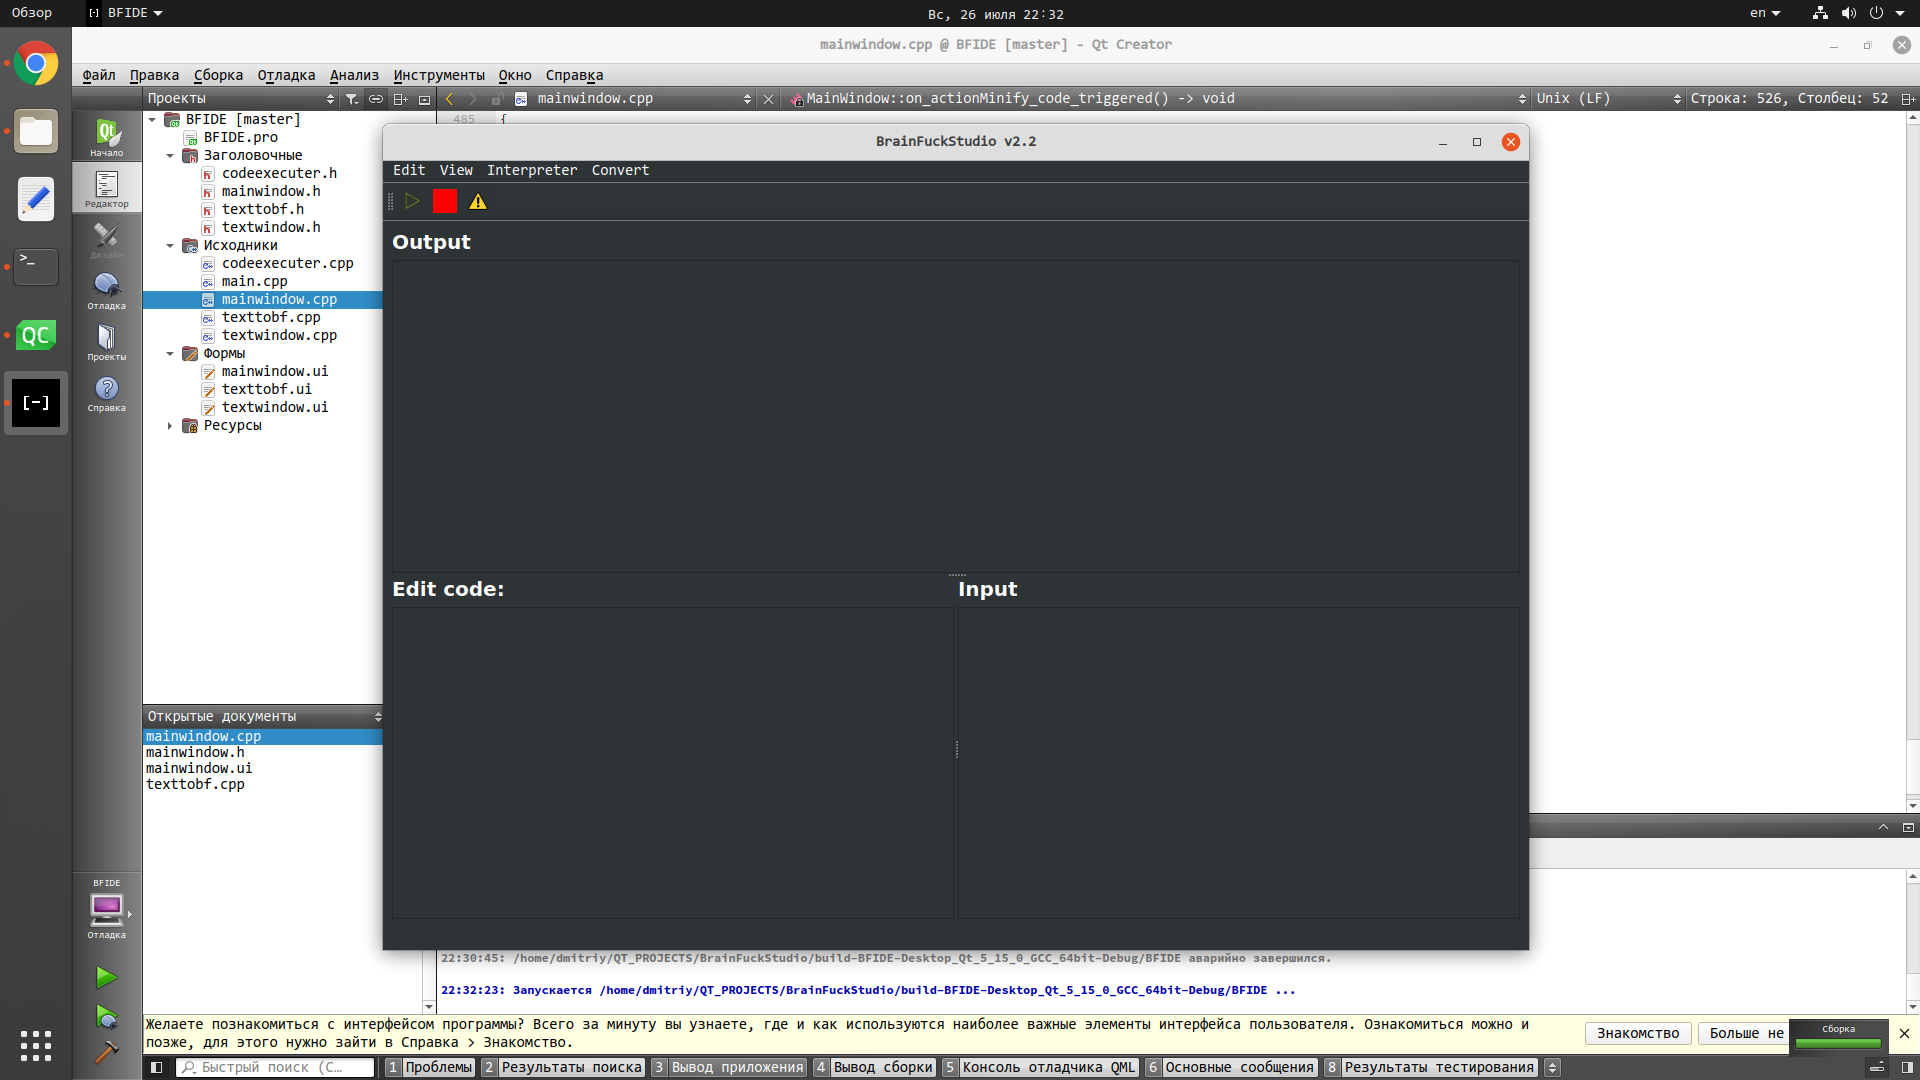 Обзор
[-] BFIDE
Вс, 26 июля 22:32
en
mainwindow.cpp @ BFIDE [master] - Qt Creator
Файл Правка Сборка Отладка Анализ Инструменты Окно Справка
Проекты
mainwindow.cpp
MainWindow::on_actionMinify_code_triggered() -> void
Unix (LF)
Строка: 526, Столбец: 52
Начало
Редактор
Дизайн
Отладка
Проекты
Справка
>_
QC
[-]
BFIDE [master]
BFIDE.pro
Заголовочные
codeexecuter.h
mainwindow.h
texttobf.h
textwindow.h
Исходники
codeexecuter.cpp
main.cpp
mainwindow.cpp
texttobf.cpp
textwindow.cpp
Формы
mainwindow.ui
texttobf.ui
textwindow.ui
Ресурсы
485 {
BrainFuckStudio v2.2
Edit View Interpreter Convert
Output
Edit code:
Input
Открытые документы
mainwindow.cpp
mainwindow.h
mainwindow.ui
texttobf.cpp
BFIDE
Отладка
22:30:45: /home/dmitriy/QT_PROJECTS/BrainFuckStudio/build-BFIDE-Desktop_Qt_5_15_0_GCC_64bit-Debug/BFIDE аварийно завершился.
22:32:23: Запускается /home/dmitriy/QT_PROJECTS/BrainFuckStudio/build-BFIDE-Desktop_Qt_5_15_0_GCC_64bit-Debug/BFIDE ...
Желаете познакомиться с интерфейсом программы? Всего за минуту вы узнаете, где и как используются наиболее важные элементы интерфейса пользователя. Ознакомиться можно и
позже, для этого нужно зайти в Справка > Знакомство.
Знакомство
Больше не
Сборка
Быстрый поиск (С...
1 Проблемы
2 Результаты поиска
3 Вывод приложения
4 Вывод сборки
5 Консоль отладчика QML
6 Основные сообщения
8 Результаты тестирования